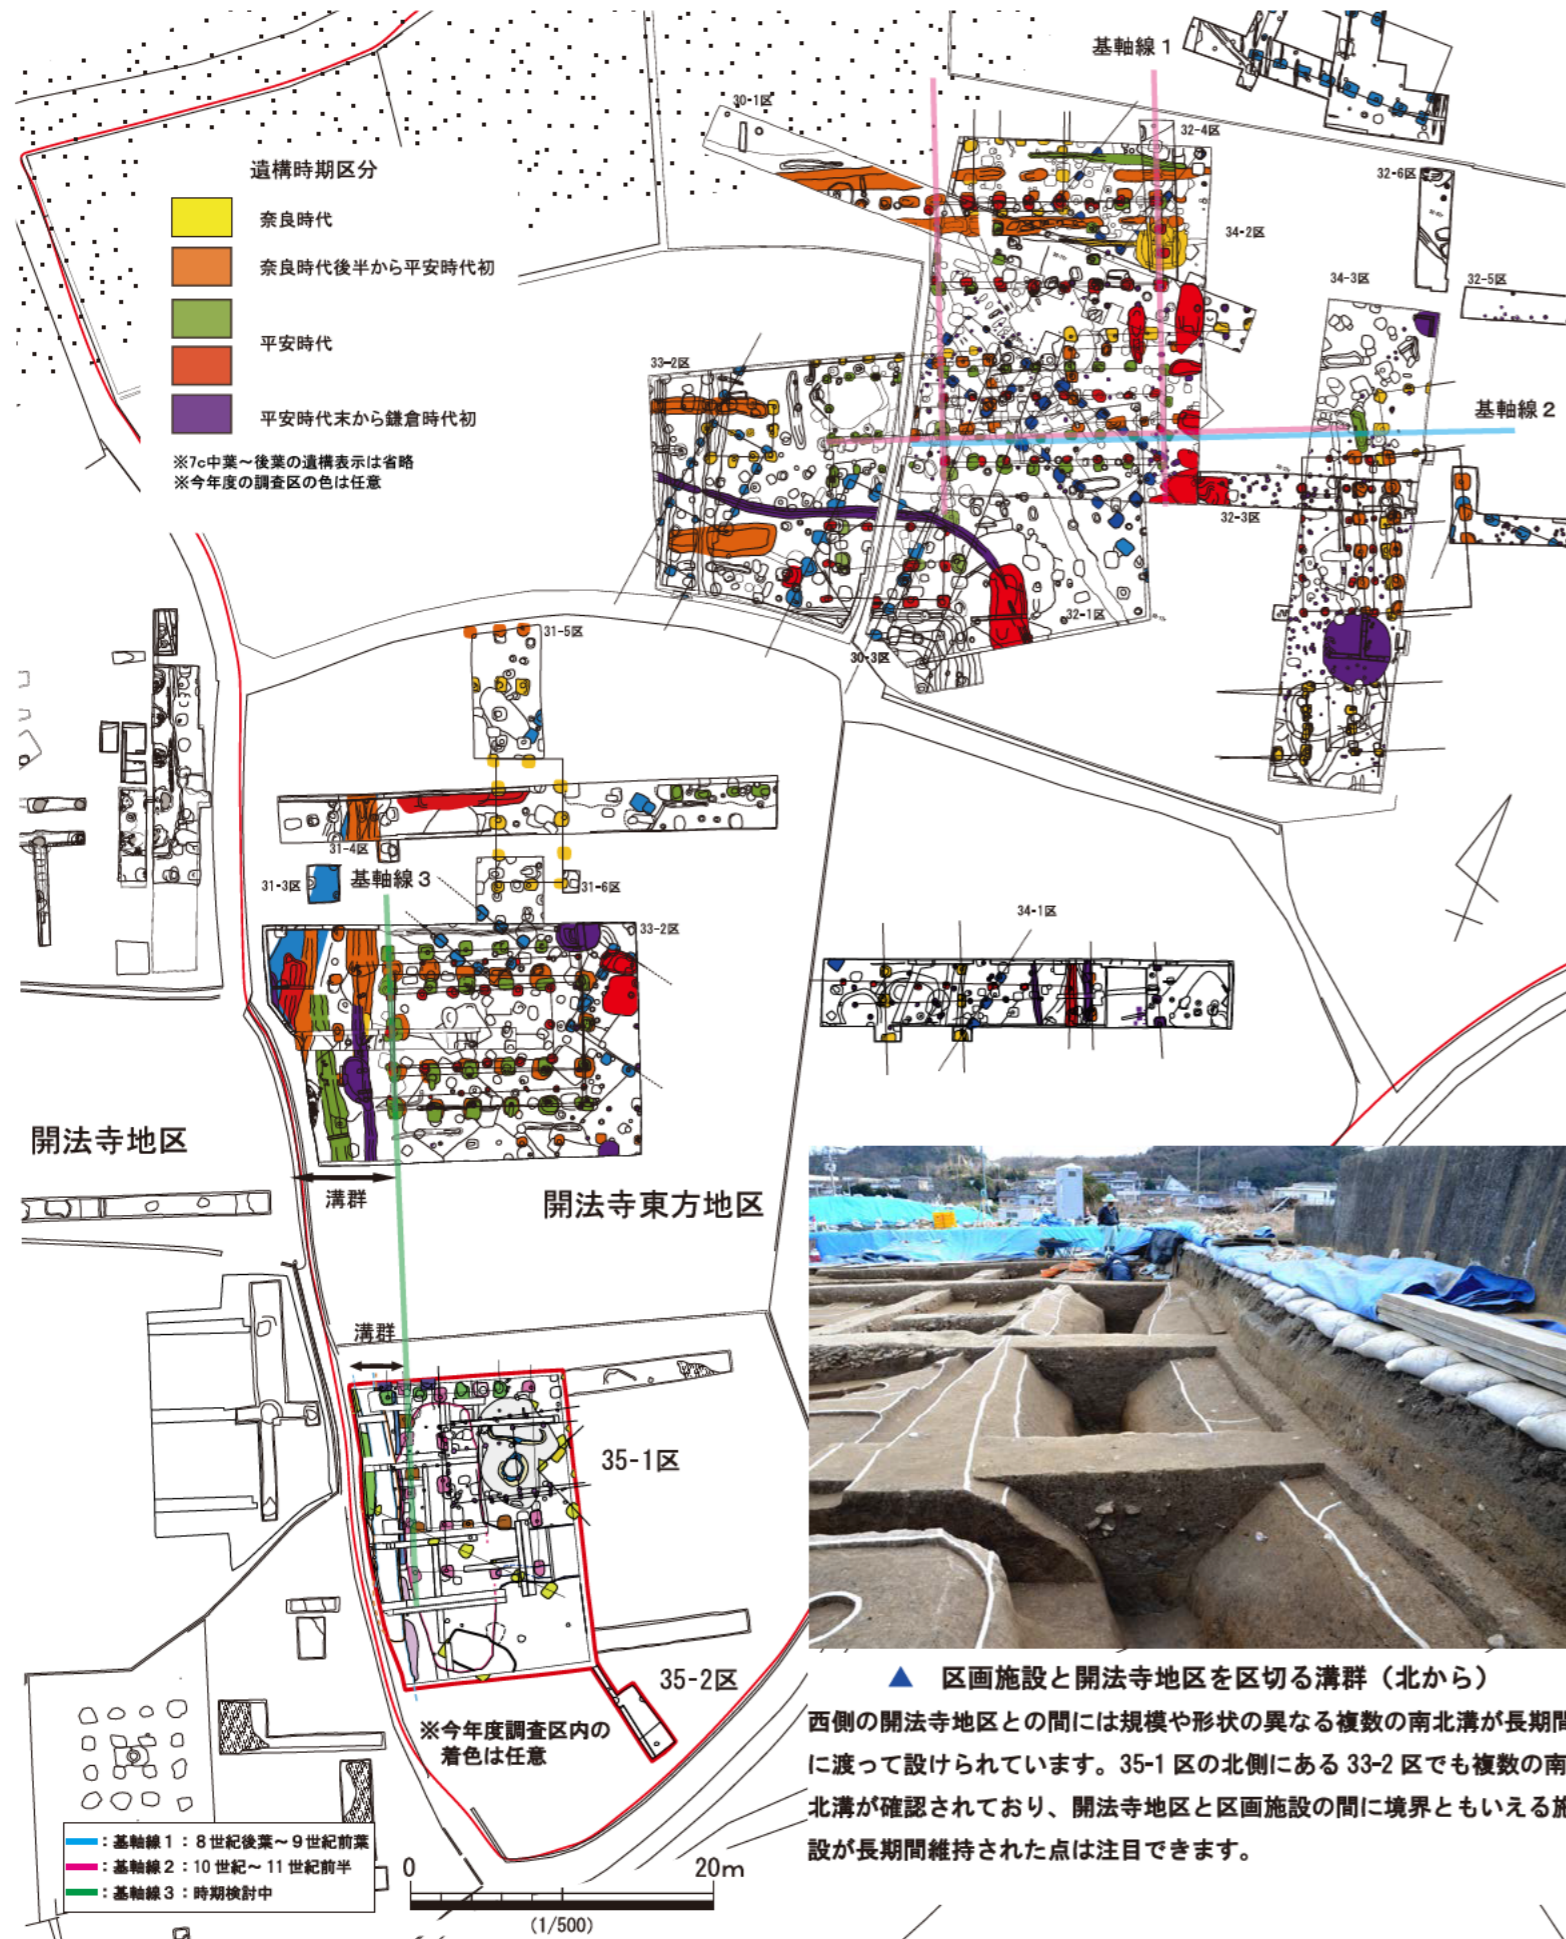 基軸線1
30-1区
32-4区
32-6区
34-2区
34-3区
32-5区
遺構時期区分
奈良時代
奈良時代後半から平安時代初
平安時代
平安時代末から鎌倉時代初
※7c中葉～後葉の遺構表示は省略
※今年度の調査区の色は任意
33-2区
基軸線2
32-3区
32-1区
30-3区
31-5区
31-4区
31-3区
基軸線3
31-6区
33-2区
34-1区
開法寺地区
溝群
開法寺東方地区
溝群
35-1区
35-2区
※今年度調査区内の
着色は任意
▲ 区画施設と開法寺地区を区切る溝群（北から）
西側の開法寺地区との間には規模や形状の異なる複数の南北溝が長期間
に渡って設けられています。35-1 区の北側にある 33-2 区でも複数の南
北溝が確認されており、開法寺地区と区画施設の間に境界ともいえる施
設が長期間維持された点は注目できます。
：基軸線1：8世紀後葉～9世紀前葉
：基軸線2：10世紀～11世紀前半
：基軸線3：時期検討中
0 20m
(1/500)